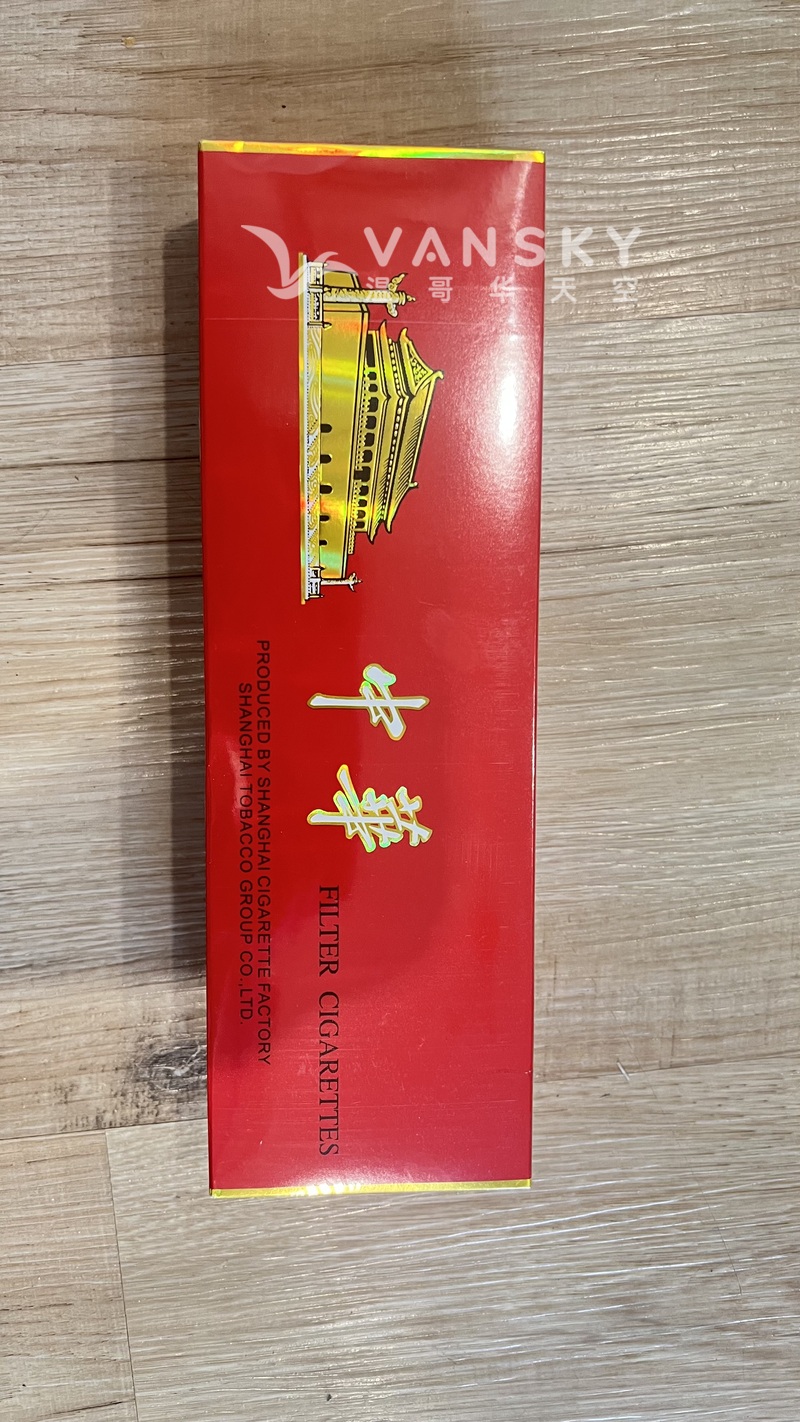 VANSKY
温哥华天空
中華
FILTER CIGARETTES
PRODUCED BY SHANGHAI CIGARETTE FACTORY
SHANGHAI TOBACCO GROUP CO.,LTD.